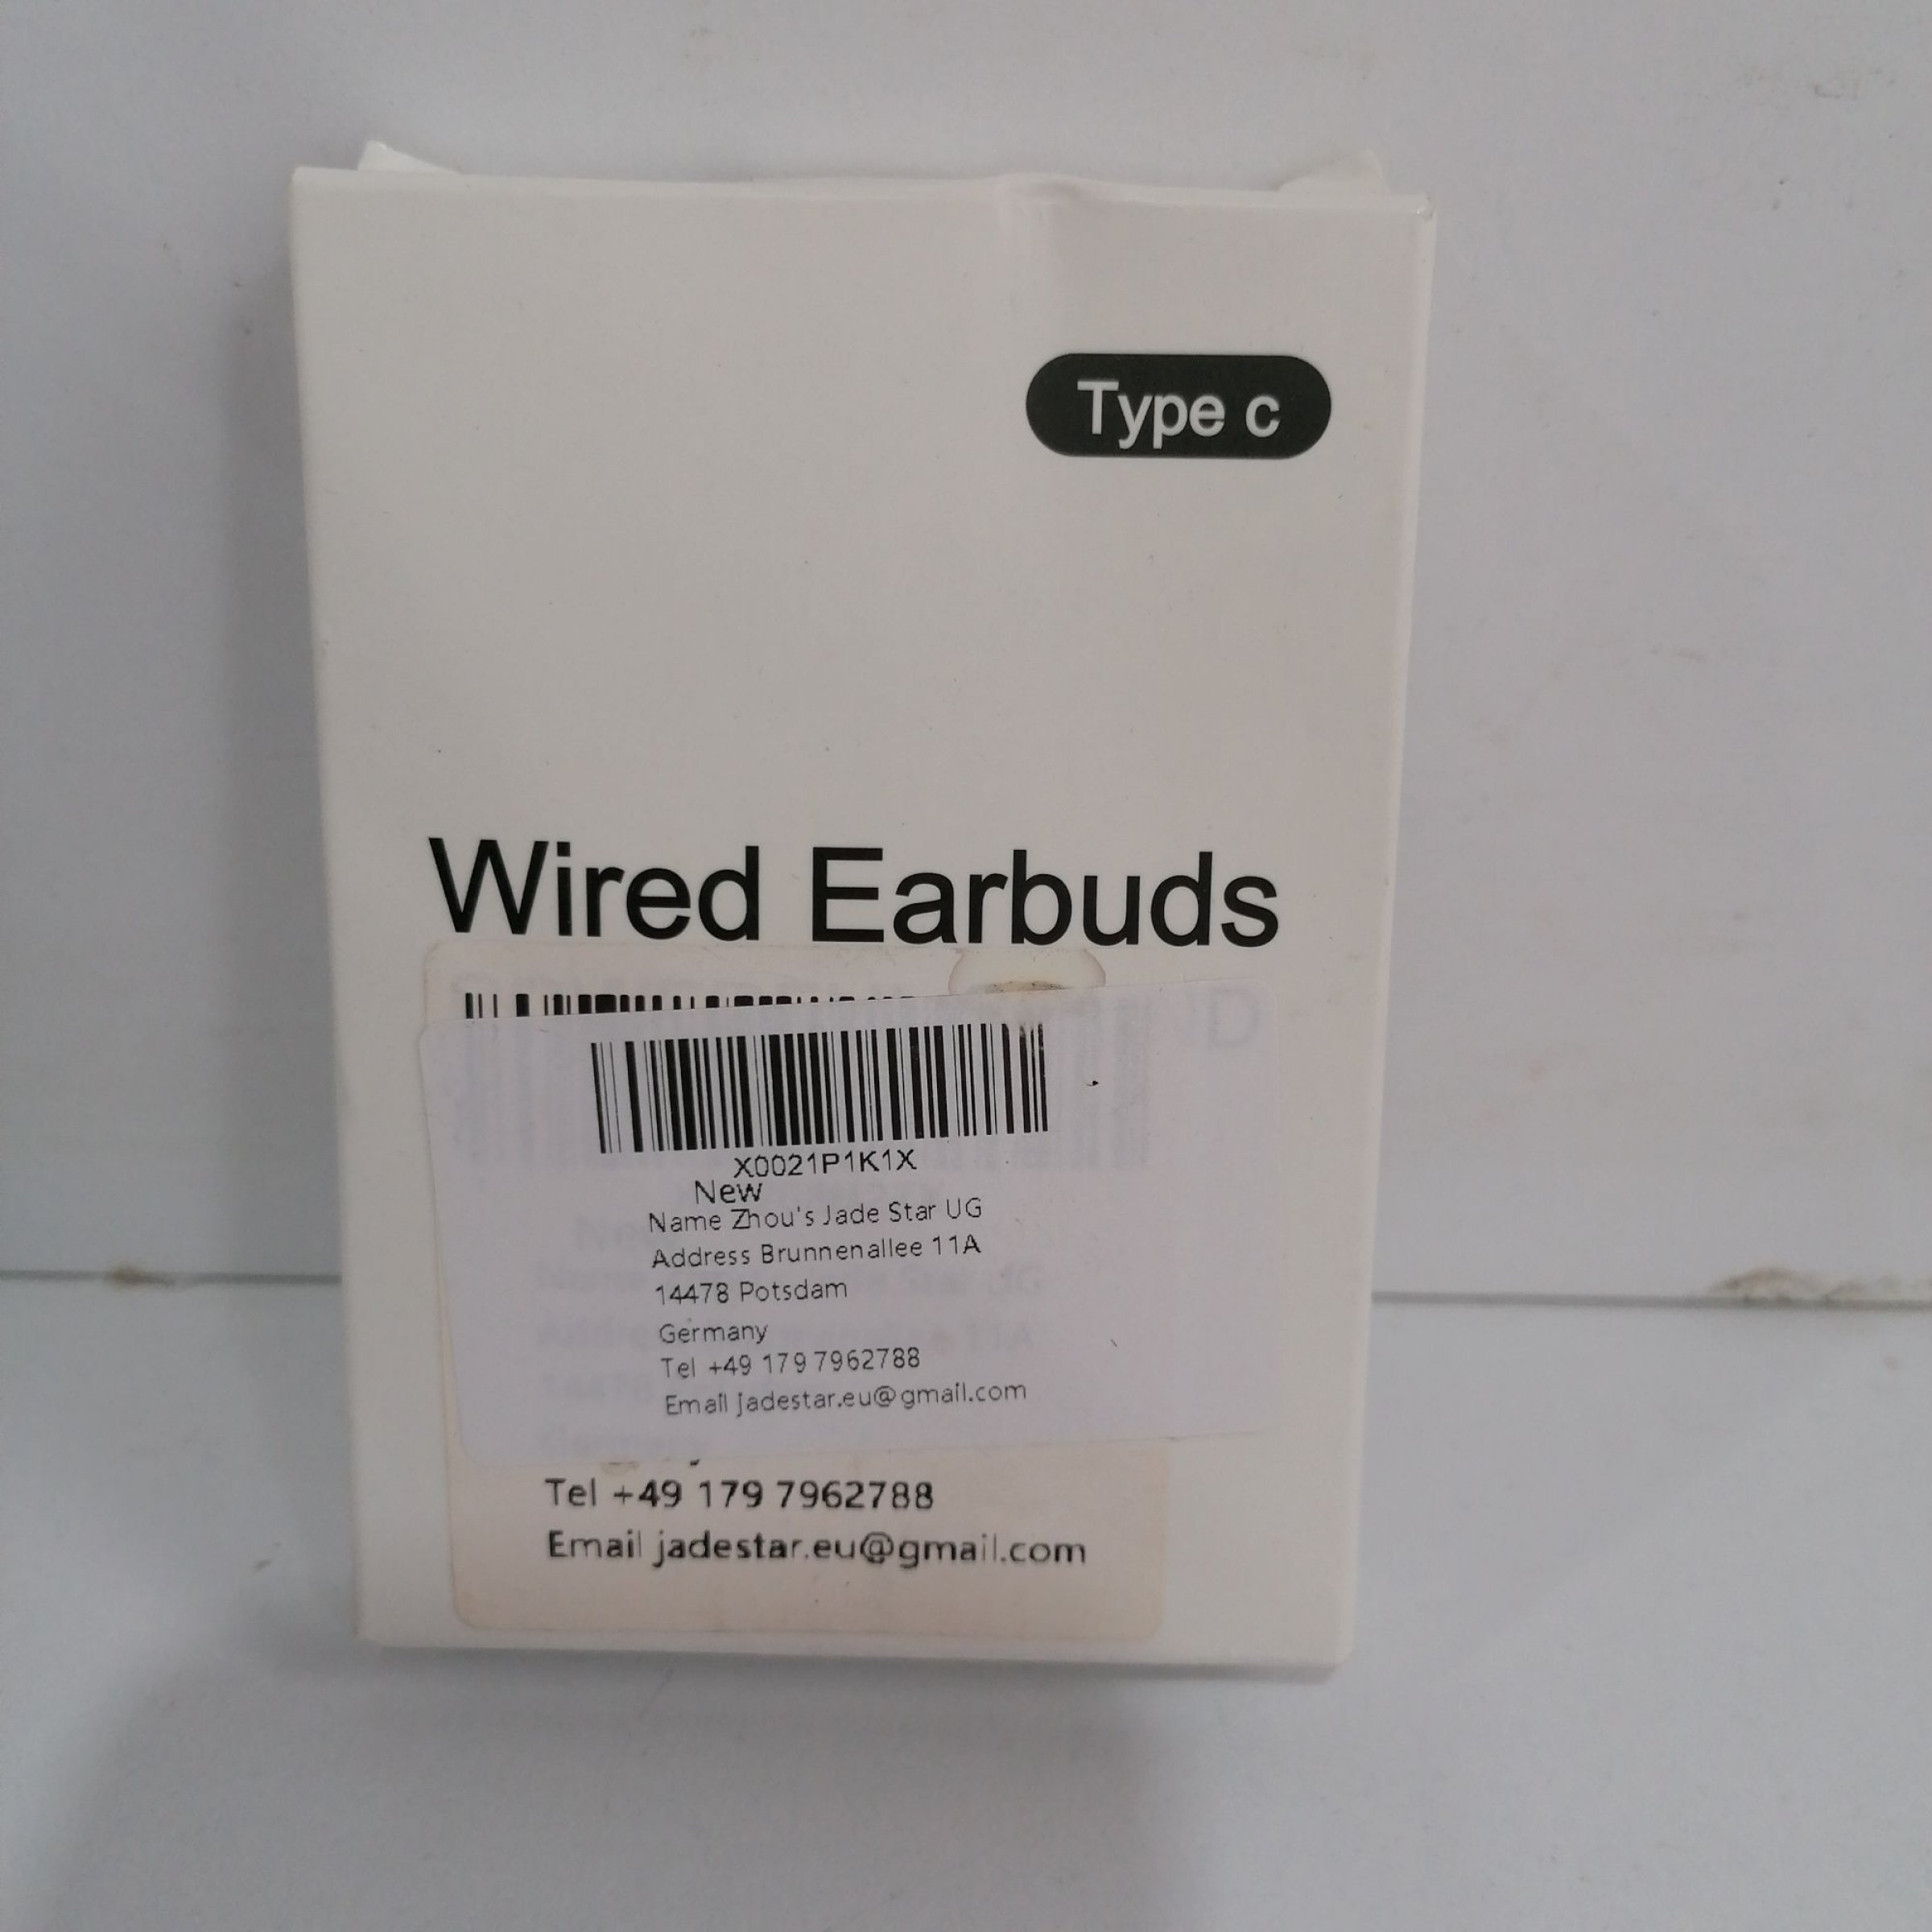 Type c
Wired Earbuds
X0021P1K1X
New
Name Zhou's Jade Star UG
Address Brunnenallee 11A
14478 Potsdam
Germany
Tel +49 179 7962788
Email jadestar.eu@gmail.com
Tel +49 179 7962788
Email jadestar.eu@gmail.com